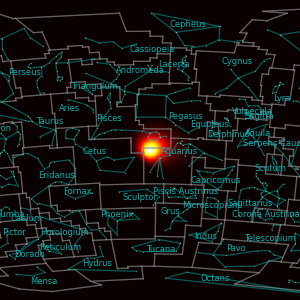 Cepheus
Cassiopeia
Cygnus
Lacerta
Andromeda
Perseus
Triangulum
Lyra
Aries
Vulpecula
Sagitta
Pisces
Pegasus
Taurus
Equuleus
Delphinus
Aquila
Serpens Cauda
Cetus
Aquarius
Scutum
Eridanus
Capricornus
Fornax
Sculptor
Piscis Austrinus
Microscopium
Sagittarius
Grus
Phoenix
Corona Austrina
Caelum
Pictor
Horologium
Indus
Telescopium
Reticulum
Tucana
Pavo
Dorado
Hydrus
Mensa
Octans